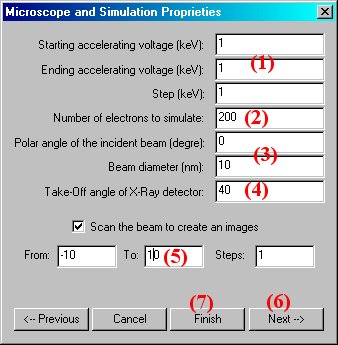 Microscope and Simulation Proprieties
Starting accelerating voltage (keV): 1
Ending accelerating voltage (keV): 1 (1)
Step (keV): 1
Number of electrons to simulate: 200 (2)
Polar angle of the incident beam (degre): 0
(3)
Beam diameter (nm): 10
Take-Off angle of X-Ray detector: 40 (4)
Scan the beam to create an images
From: -10 To: 10 (5) Steps: 1
(7) (6)
<-- Previous Cancel Finish Next -->